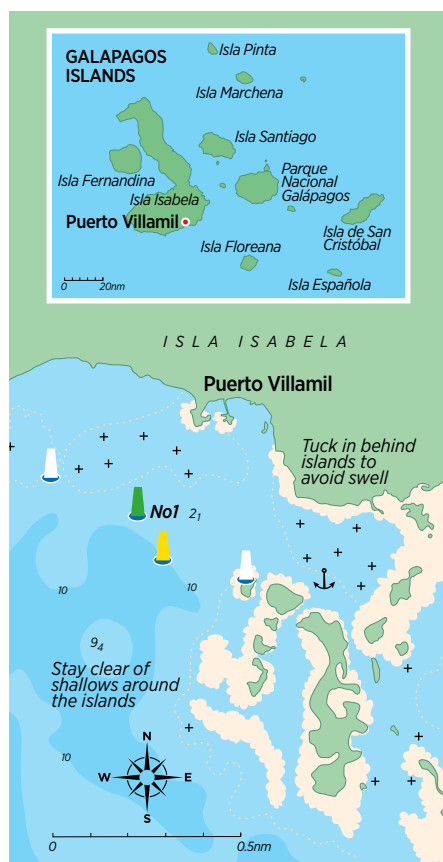 GALAPAGOS
ISLANDS
Isla Pinta
Isla Marchena
Isla Santiago
Isla Fernandina
Parque
Nacional
Galápagos
Isla Isabela
Puerto Villamil
Isla de San
Cristóbal
Isla Floreana
Isla Española
0 20nm
ISLA ISABELA
Puerto Villamil
Tuck in behind
islands to
avoid swell
No1
2₁
10
10
9₄
Stay clear of
shallows around
the islands
10
N
W E
S
0 0.5nm